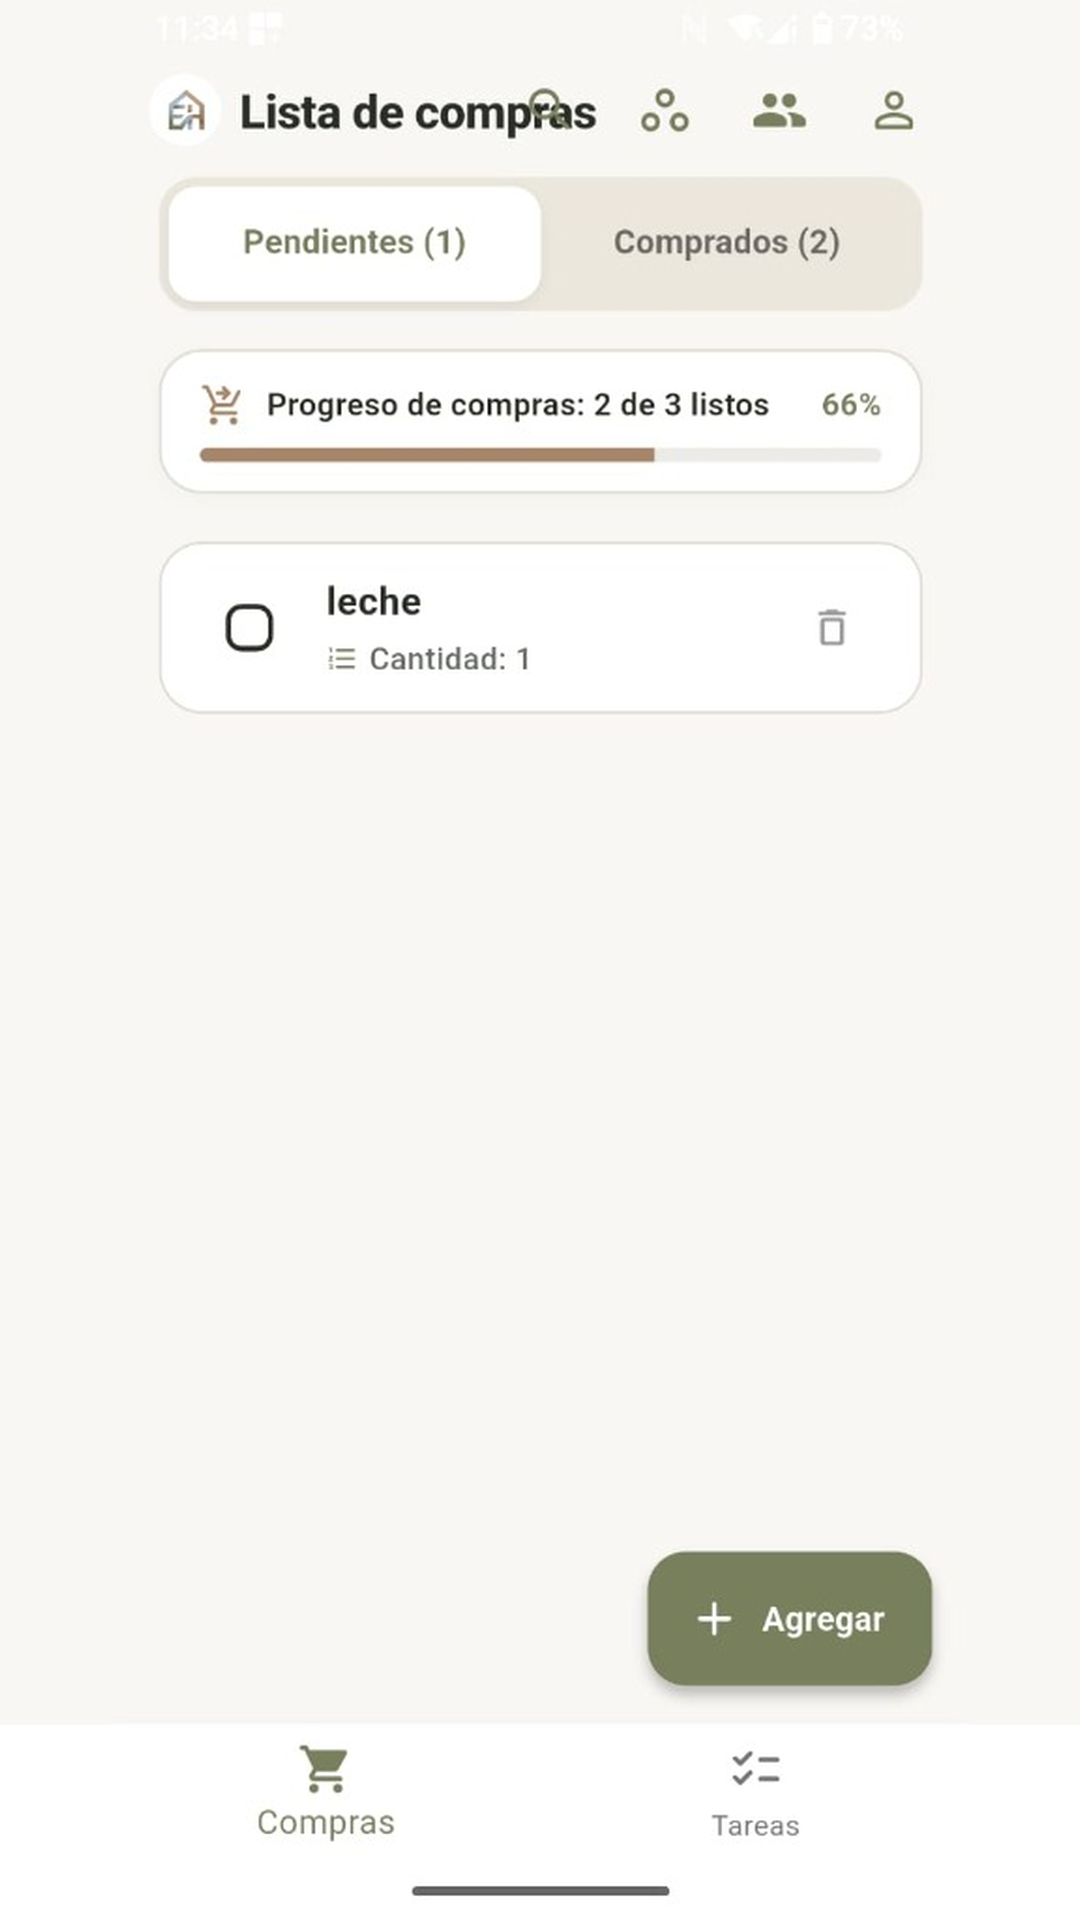 11:34 73%
Lista de compras
Pendientes (1) Comprados (2)
Progreso de compras: 2 de 3 listos 66%
leche
Cantidad: 1
Agregar
Compras Tareas